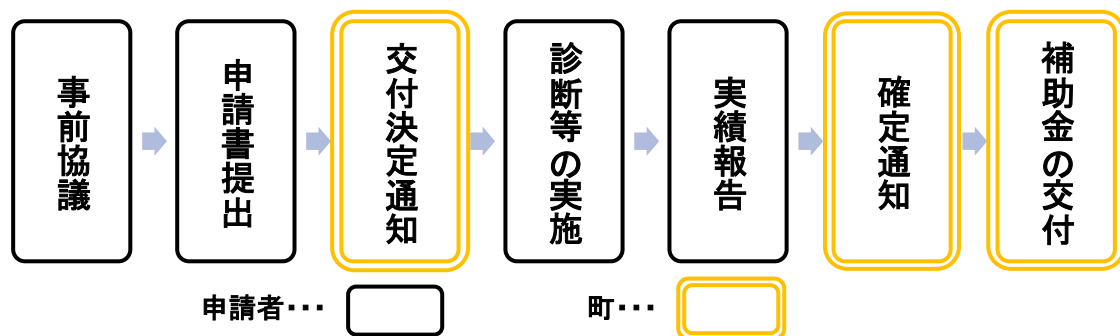 事前協議
申請書提出
交付決定通知
診断等の実施
実績報告
確定通知
補助金の交付
申請者･･･
町･･･